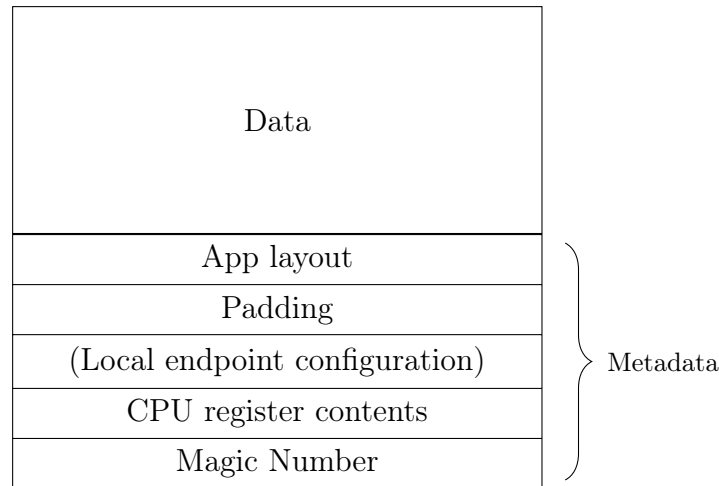 Data
App layout
Padding
(Local endpoint configuration)
Metadata
CPU register contents
Magic Number